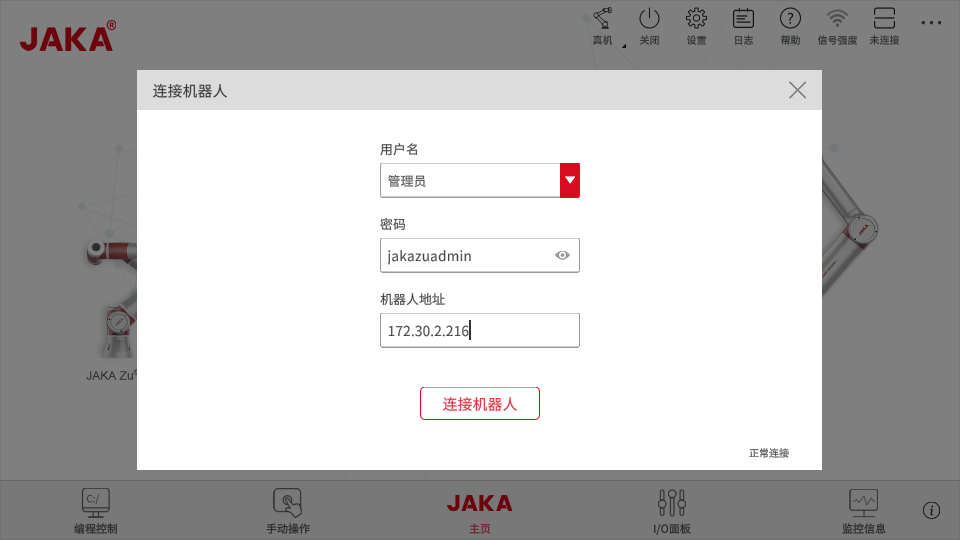 JAKA®
真机
关闭
设置
日志
帮助
信号强度
未连接
连接机器人
用户名
管理员
密码
jakazuadmin
机器人地址
172.30.2.216
连接机器人
正常连接
JAKA
JAKA Zu®
C:/
编程控制
手动操作
JAKA
主页
I/O面板
监控信息